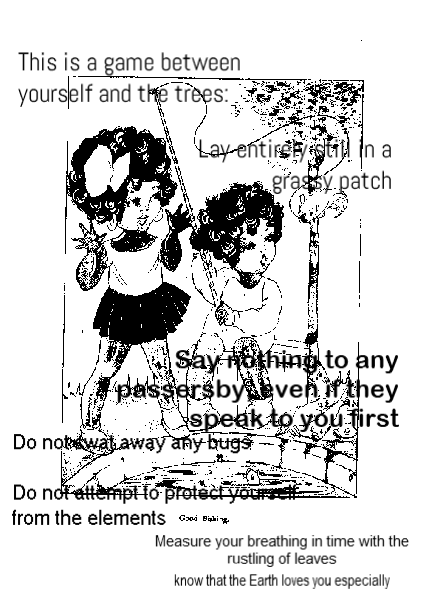 This is a game between
yourself and the trees:
Lay entirely still in a
grassy patch
Say nothing to any
passersby, even if they
speak to you first
Do not swat away any bugs
Do not attempt to protect yourself
from the elements
Good Fishing.
Measure your breathing in time with the
rustling of leaves
know that the Earth loves you especially